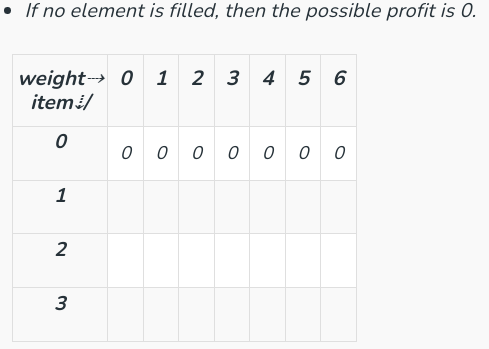 If no element is filled, then the possible profit is 0.
weight⇢ 0 1 2 3 4 5 6
item⇣/
0 0 0 0 0 0 0 0
1
2
3